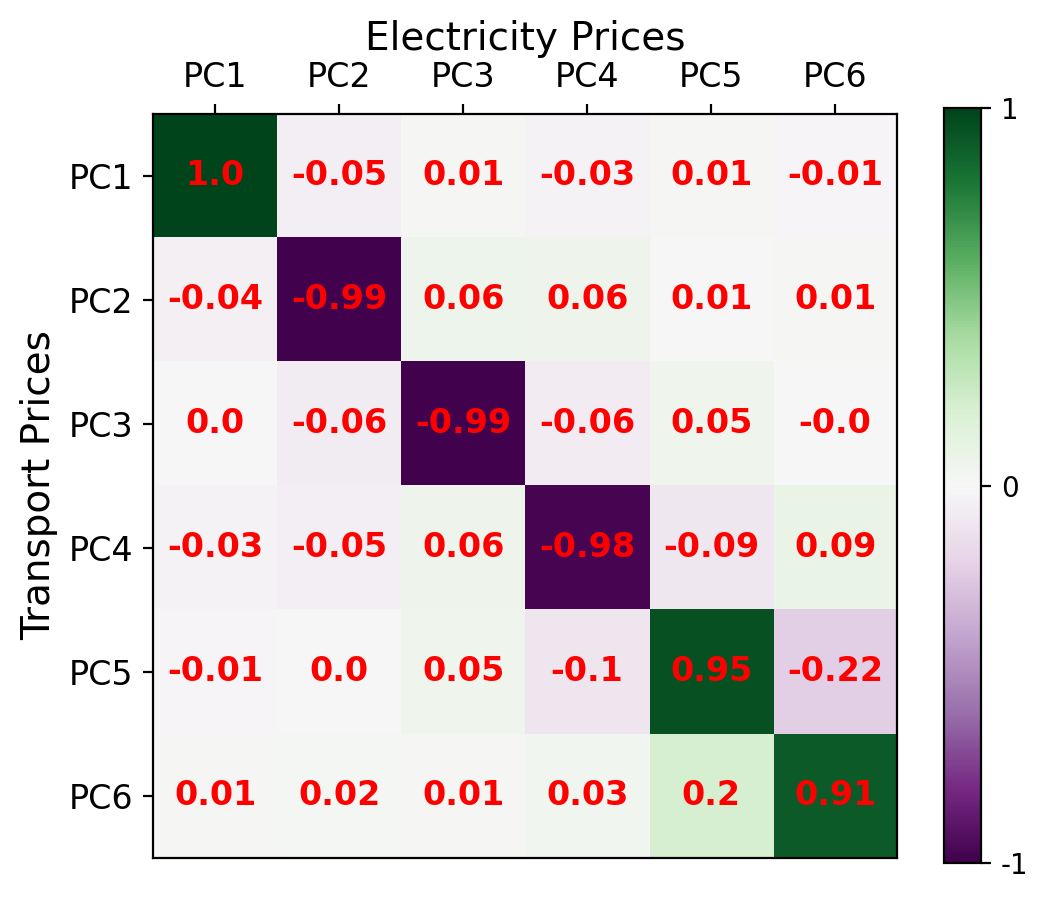 Electricity Prices
PC1 PC2 PC3 PC4 PC5 PC6
Transport Prices
PC1 1.0 -0.05 0.01 -0.03 0.01 -0.01
PC2 -0.04 -0.99 0.06 0.06 0.01 0.01
PC3 0.0 -0.06 -0.99 -0.06 0.05 -0.0
PC4 -0.03 -0.05 0.06 -0.98 -0.09 0.09
PC5 -0.01 0.0 0.05 -0.1 0.95 -0.22
PC6 0.01 0.02 0.01 0.03 0.2 0.91
1
0
-1